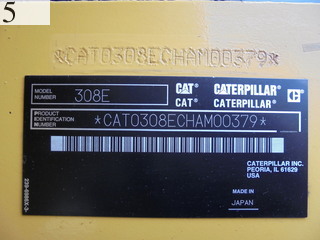 5
*CAT0308ECHAM00379*
MODEL NUMBER 308E CAT® CATERPILLAR®
CAT® CATERPILLAR®
PRODUCT IDENTIFICATION NUMBER *CAT0308ECHAM00379*
CATERPILLAR INC.
PEORIA, IL 61629
USA
MADE IN
JAPAN